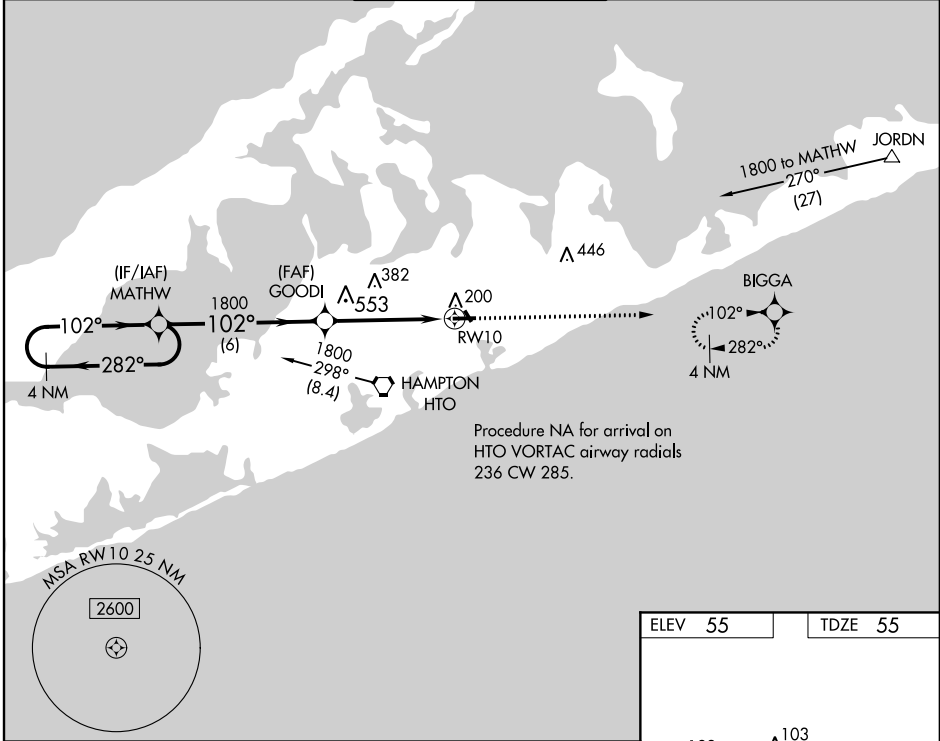 JORDN
1800 to MATHW
270°
(27)
446
(IF/IAF)
MATHW
(FAF)
GOODI
382
553
BIGGA
200
1800
102°
102°
(6)
RW10
102°
282°
282°
4 NM
4 NM
1800
298°
(8.4)
HAMPTON
HTO
Procedure NA for arrival on
HTO VORTAC airway radials
236 CW 285.
MSA RW10 25 NM
2600
ELEV 55
TDZE 55
103